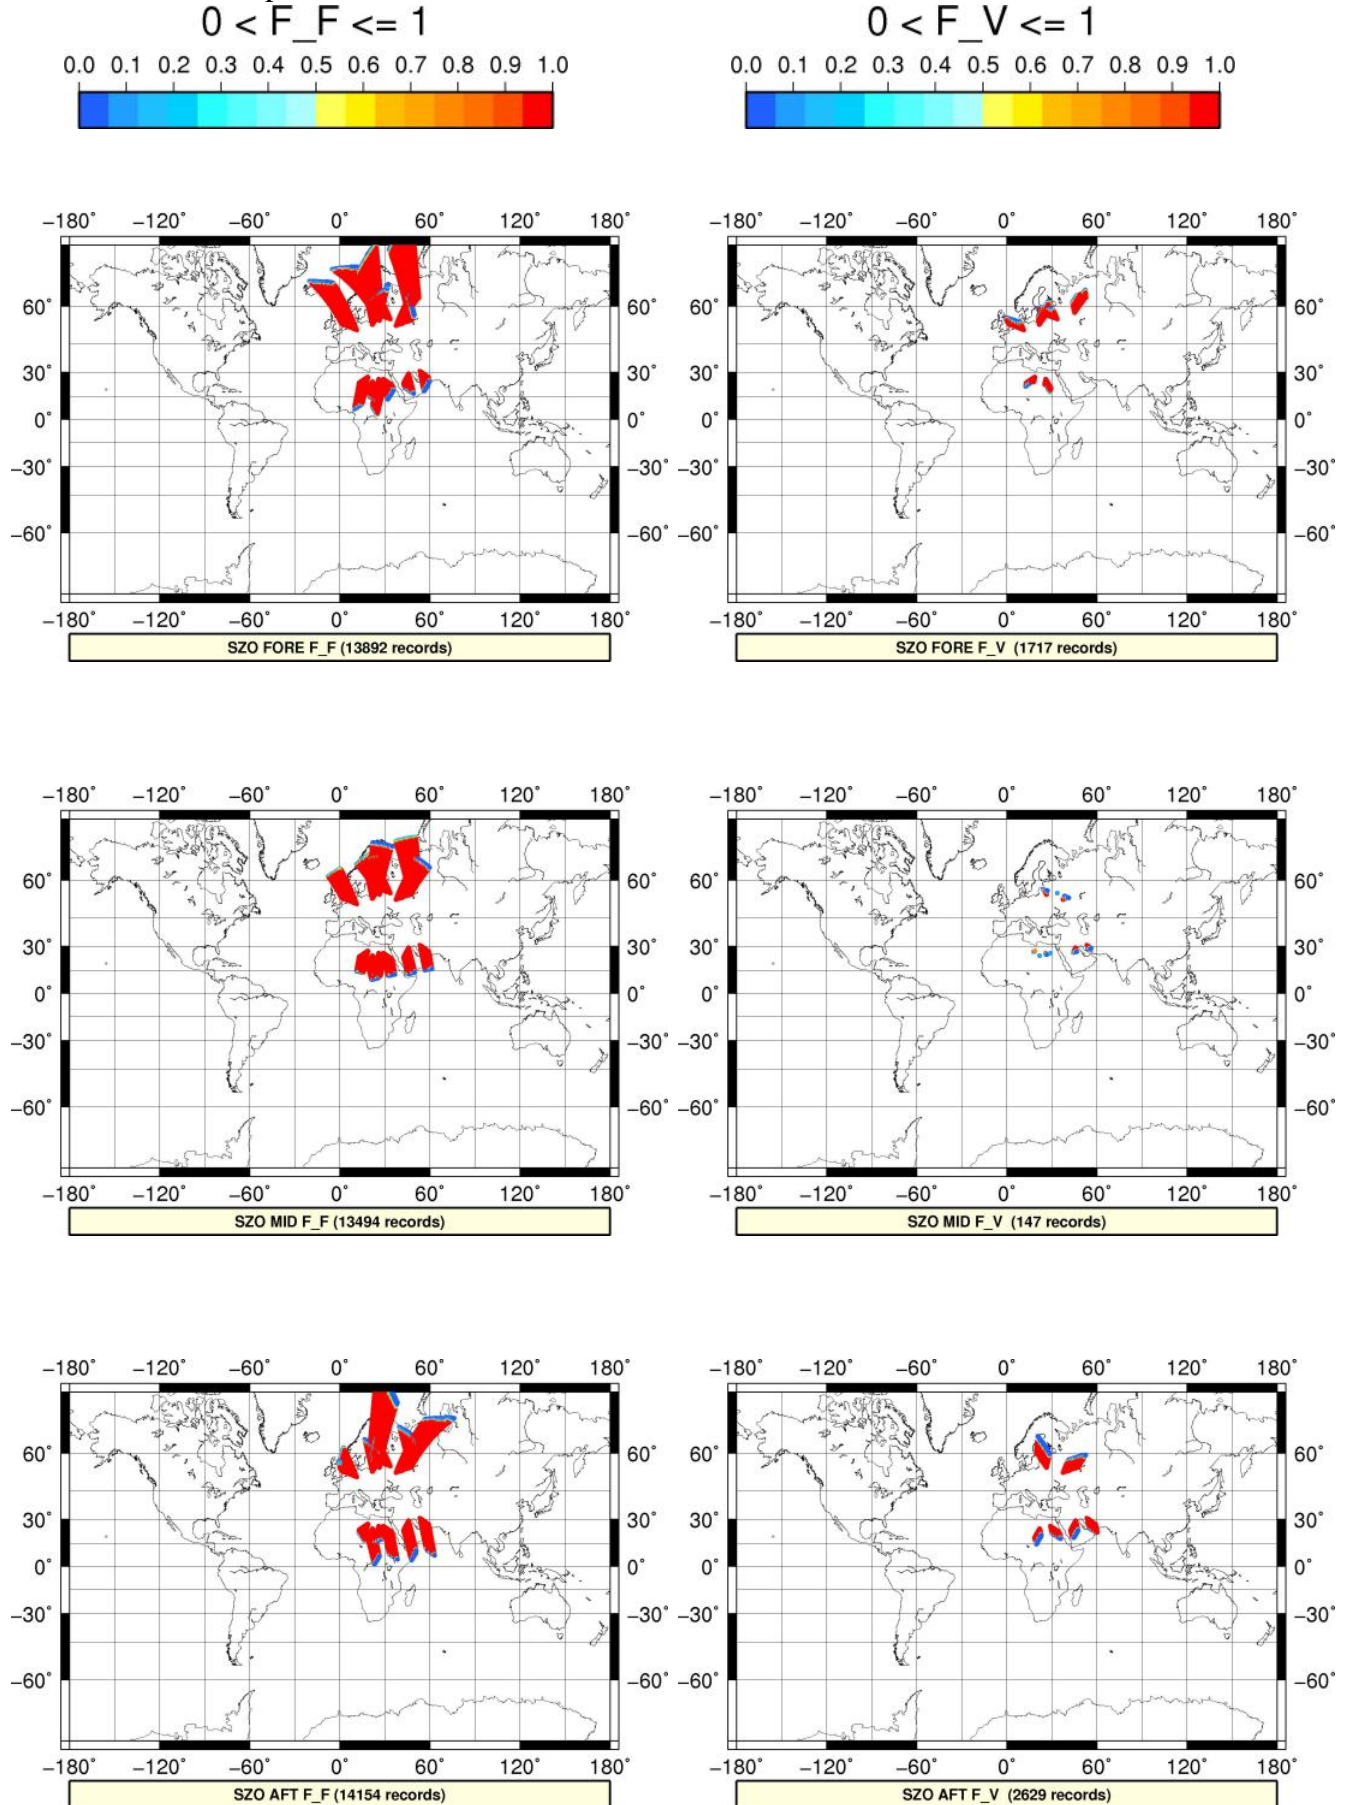 0 < F_F <= 1
0 < F_V <= 1
0.0 0.1 0.2 0.3 0.4 0.5 0.6 0.7 0.8 0.9 1.0
0.0 0.1 0.2 0.3 0.4 0.5 0.6 0.7 0.8 0.9 1.0
−180˚ −120˚ −60˚ 0˚ 60˚ 120˚ 180˚
−180˚ −120˚ −60˚ 0˚ 60˚ 120˚ 180˚
60˚ 60˚ 60˚ 60˚
30˚ 30˚ 30˚ 30˚
0˚ 0˚ 0˚ 0˚
−30˚ −30˚ −30˚ −30˚
−60˚ −60˚ −60˚ −60˚
−180˚ −120˚ −60˚ 0˚ 60˚ 120˚ 180˚
−180˚ −120˚ −60˚ 0˚ 60˚ 120˚ 180˚
SZO FORE F_F (13892 records)
SZO FORE F_V (1717 records)
−180˚ −120˚ −60˚ 0˚ 60˚ 120˚ 180˚
−180˚ −120˚ −60˚ 0˚ 60˚ 120˚ 180˚
60˚ 60˚ 60˚ 60˚
30˚ 30˚ 30˚ 30˚
0˚ 0˚ 0˚ 0˚
−30˚ −30˚ −30˚ −30˚
−60˚ −60˚ −60˚ −60˚
−180˚ −120˚ −60˚ 0˚ 60˚ 120˚ 180˚
−180˚ −120˚ −60˚ 0˚ 60˚ 120˚ 180˚
SZO MID F_F (13494 records)
SZO MID F_V (147 records)
−180˚ −120˚ −60˚ 0˚ 60˚ 120˚ 180˚
−180˚ −120˚ −60˚ 0˚ 60˚ 120˚ 180˚
60˚ 60˚ 60˚ 60˚
30˚ 30˚ 30˚ 30˚
0˚ 0˚ 0˚ 0˚
−30˚ −30˚ −30˚ −30˚
−60˚ −60˚ −60˚ −60˚
−180˚ −120˚ −60˚ 0˚ 60˚ 120˚ 180˚
−180˚ −120˚ −60˚ 0˚ 60˚ 120˚ 180˚
SZO AFT F_F (14154 records)
SZO AFT F_V (2629 records)